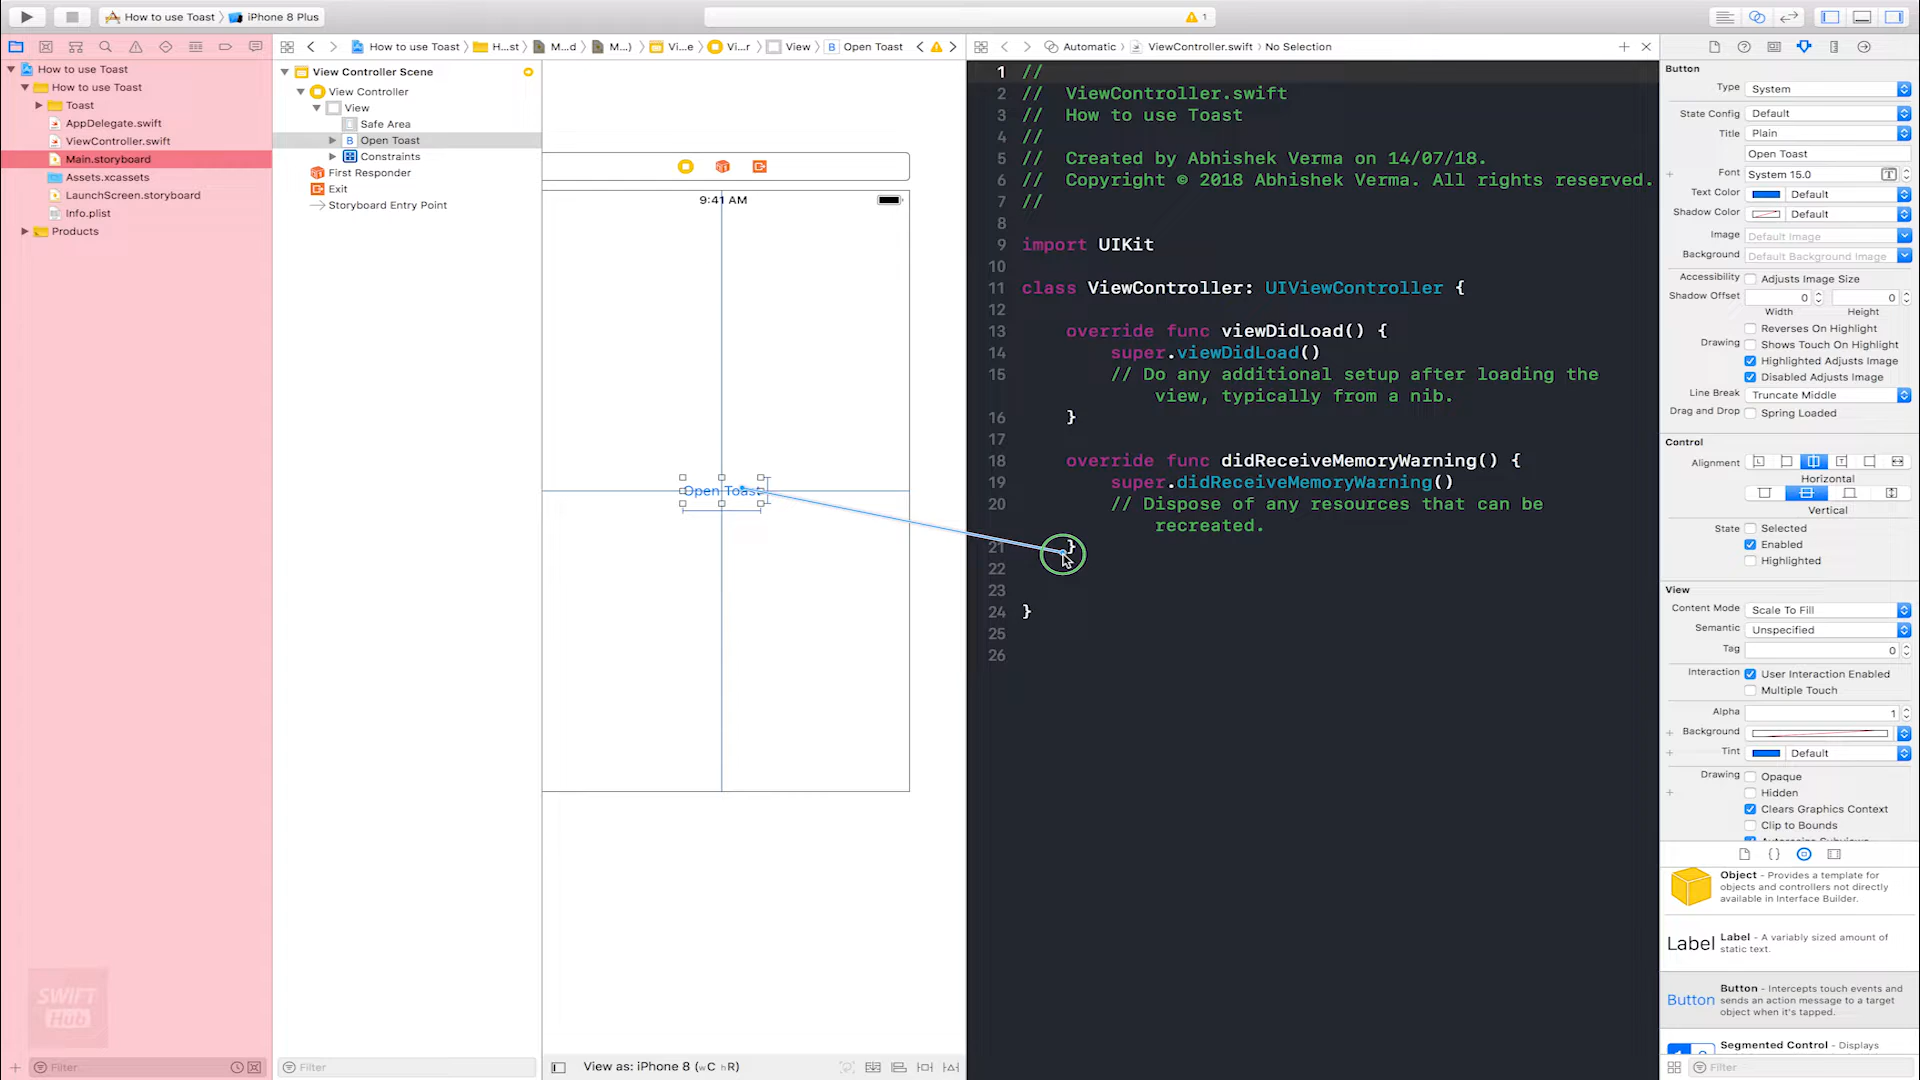 How to use Toast
iPhone 8 Plus
1
How to use Toast
H...st
M...d
M...)
Vi...e
Vi...r
View
B
Open Toast
Automatic
ViewController.swift
No Selection
How to use Toast
How to use Toast
Toast
AppDelegate.swift
ViewController.swift
Main.storyboard
Assets.xcassets
LaunchScreen.storyboard
Info.plist
Products
SWIFT
Hub
Filter
View Controller Scene
View Controller
View
Safe Area
B Open Toast
Constraints
First Responder
Exit
Storyboard Entry Point
Filter
9:41 AM
Open Toast
View as: iPhone 8 (wC hR)
1 //
2 //  ViewController.swift
3 //  How to use Toast
4 //
5 //  Created by Abhishek Verma on 14/07/18.
6 //  Copyright © 2018 Abhishek Verma. All rights reserved.
7 //
8
9 import UIKit
10
11 class ViewController: UIViewController {
12
13 override func viewDidLoad() {
14 super.viewDidLoad()
15 // Do any additional setup after loading the
view, typically from a nib.
16 }
17
18 override func didReceiveMemoryWarning() {
19 super.didReceiveMemoryWarning()
20 // Dispose of any resources that can be
recreated.
21 }
22
23
24 }
25
26
Button
Type System
State Config Default
Title Plain
Open Toast
Font System 15.0 T
Text Color Default
Shadow Color Default
Image Default Image
Background Default Background Image
Accessibility Adjusts Image Size
Shadow Offset 0 0
Width Height
Reverses On Highlight
Drawing Shows Touch On Highlight
Highlighted Adjusts Image
Disabled Adjusts Image
Line Break Truncate Middle
Drag and Drop Spring Loaded
Control
Alignment
Horizontal
Vertical
State Selected
Enabled
Highlighted
View
Content Mode Scale To Fill
Semantic Unspecified
Tag 0
Interaction User Interaction Enabled
Multiple Touch
Alpha 1
Background
Tint Default
Drawing Opaque
Hidden
Clears Graphics Context
Clip to Bounds
Object - Provides a template for
objects and controllers not directly
available in Interface Builder.
Label
Label - A variably sized amount of
static text.
Button
Button - Intercepts touch events and
sends an action message to a target
object when it's tapped.
Segmented Control - Displays
Filter